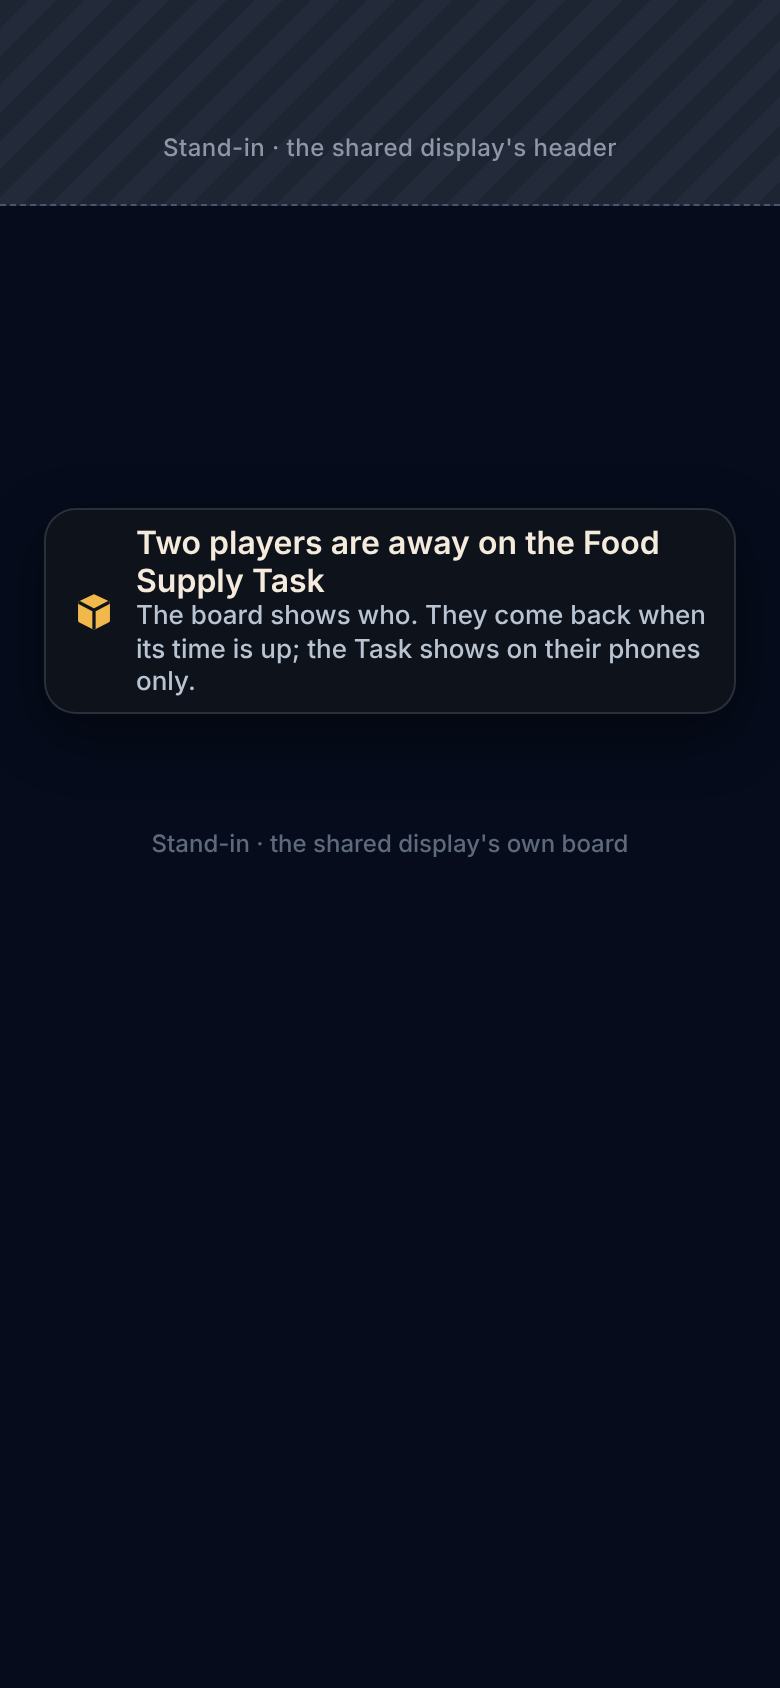 Stand-in · the shared display's header
Two players are away on the Food
Supply Task
The board shows who. They come back when
its time is up; the Task shows on their phones
only.
Stand-in · the shared display's own board